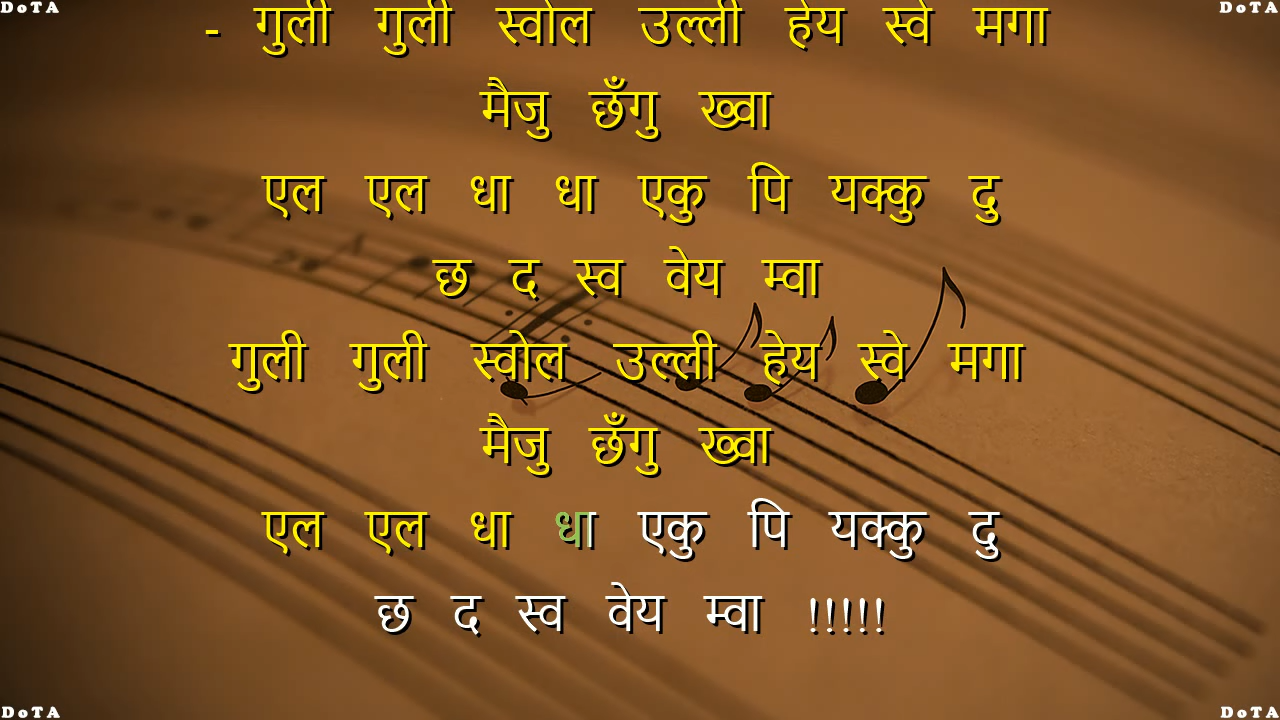 DoTA DoTA
- गुली गुली स्वोल उल्ली हेय स्वे मगा
मैजु छँगु ख्वा
एल एल धा धा एकु पि यक्कु दु
छ द स्व वेय म्वा
गुली गुली स्वोल उल्ली हेय स्वे मगा
मैजु छँगु ख्वा
एल एल धा धा एकु पि यक्कु दु
छ द स्व वेय म्वा !!!!!
DoTA DoTA